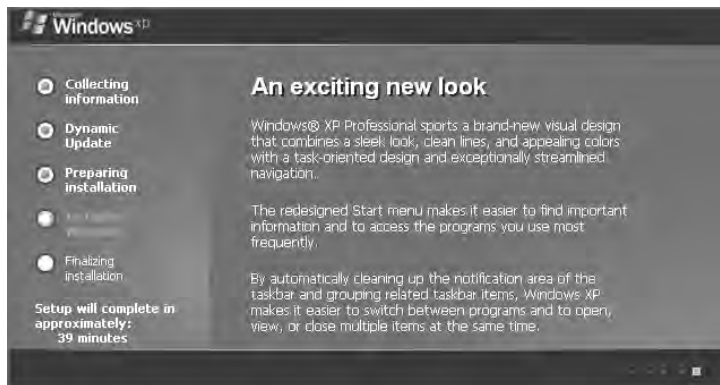 Microsoft
Windows xp
Collecting
information
Dynamic
Update
Preparing
installation
Finalizing
installation
Setup will complete in
approximately:
39 minutes
An exciting new look
Windows® XP Professional sports a brand-new visual design
that combines a sleek look, clean lines, and appealing colors
with a task-oriented design and exceptionally streamlined
navigation.
The redesigned Start menu makes it easier to find important
information and to access the programs you use most
frequently.
By automatically cleaning up the notification area of the
taskbar and grouping related taskbar items, Windows XP
makes it easier to switch between programs and to open,
view, or close multiple items at the same time.